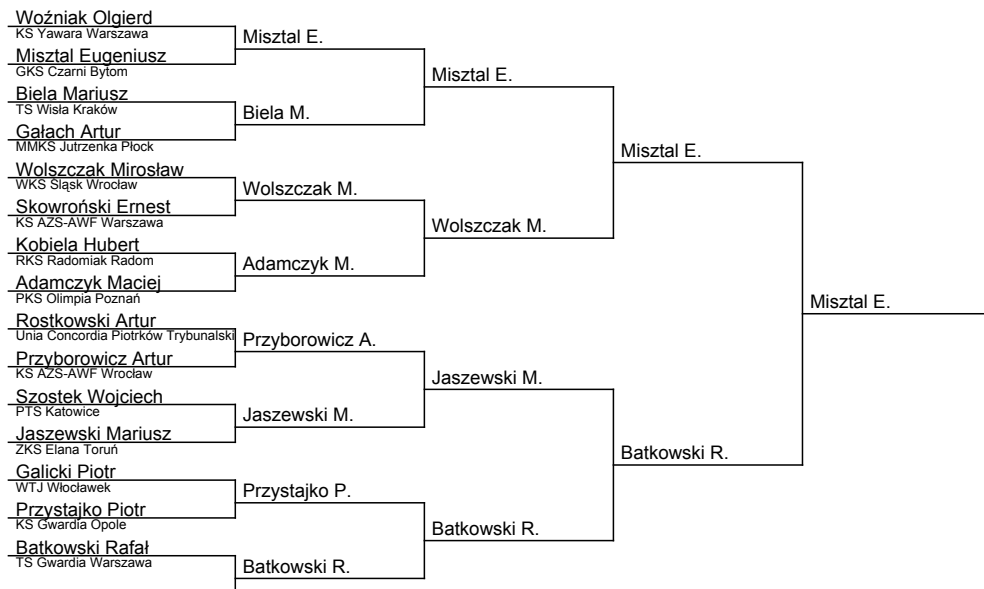 Woźniak Olgierd
KS Yawara Warszawa
Misztal E.
Misztal Eugeniusz
GKS Czarni Bytom
Misztal E.
Biela Mariusz
TS Wisła Kraków
Biela M.
Gałach Artur
MMKS Jutrzenka Płock
Misztal E.
Wolszczak Mirosław
WKS Śląsk Wrocław
Wolszczak M.
Skowroński Ernest
KS AZS-AWF Warszawa
Wolszczak M.
Kobiela Hubert
RKS Radomiak Radom
Adamczyk M.
Adamczyk Maciej
PKS Olimpia Poznań
Misztal E.
Rostkowski Artur
Unia Concordia Piotrków Trybunalski
Przyborowicz A.
Przyborowicz Artur
KS AZS-AWF Wrocław
Jaszewski M.
Szostek Wojciech
PTS Katowice
Jaszewski M.
Jaszewski Mariusz
ZKS Elana Toruń
Batkowski R.
Galicki Piotr
WTJ Włocławek
Przystajko P.
Przystajko Piotr
KS Gwardia Opole
Batkowski R.
Batkowski Rafał
TS Gwardia Warszawa
Batkowski R.